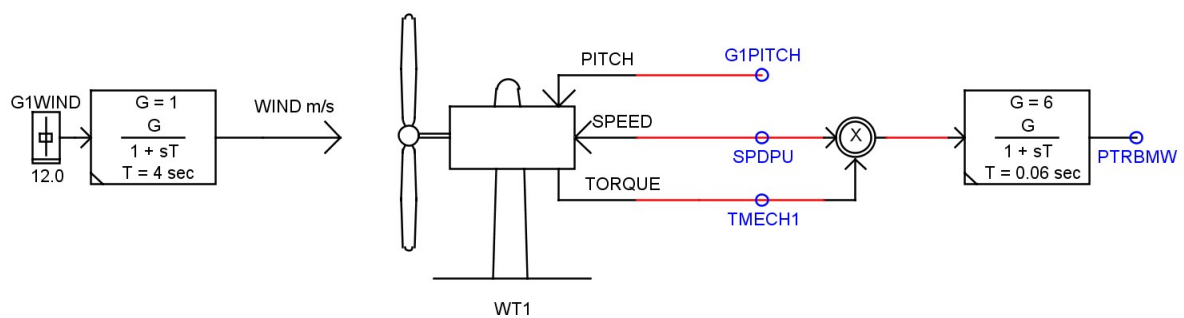 G1WIND
12.0
G = 1
G
1 + sT
T = 4 sec
WIND m/s
PITCH
G1PITCH
SPEED
SPDPU
TORQUE
TMECH1
WT1
X
G = 6
G
1 + sT
T = 0.06 sec
PTRBMW